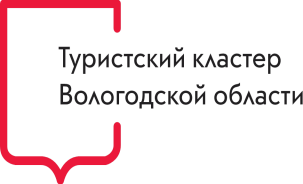 Туристский кластер
Вологодской области